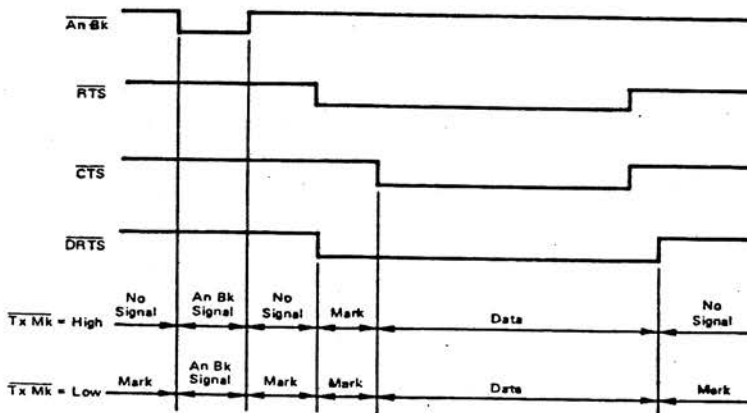 An Bk
RTS
CTS
DRTS
Tx Mk = High
No Signal
An Bk Signal
No Signal
Mark
Data
No Signal
Tx Mk = Low
Mark
An Bk Signal
Mark
Mark
Data
Mark